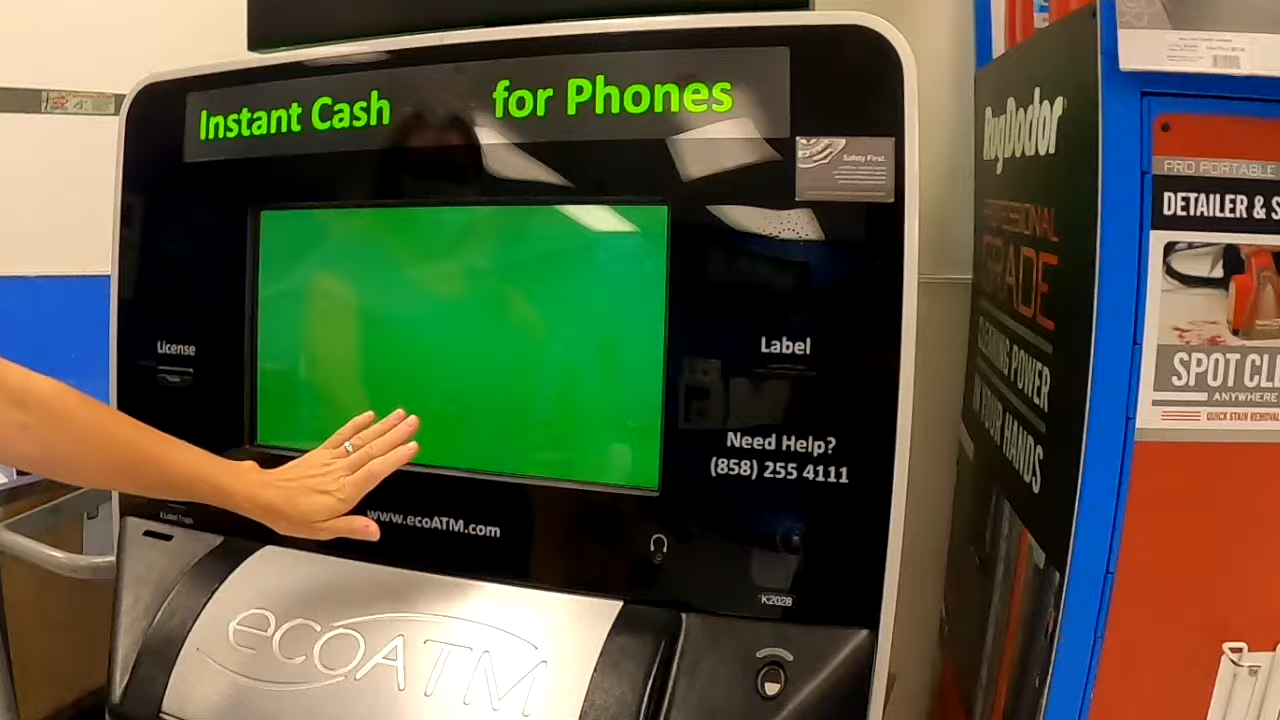 Instant Cash for Phones
Safety First.
License
Label
Need Help?
(858) 255 4111
www.ecoATM.com
K2028
ecoATM
RugDoctor
PROFESSIONAL
GRADE
CLEANING POWER
IN YOUR HANDS
PRO PORTABLE
DETAILER & S
SPOT CLE
ANYWHERE
QUICK STAIN REMOVAL